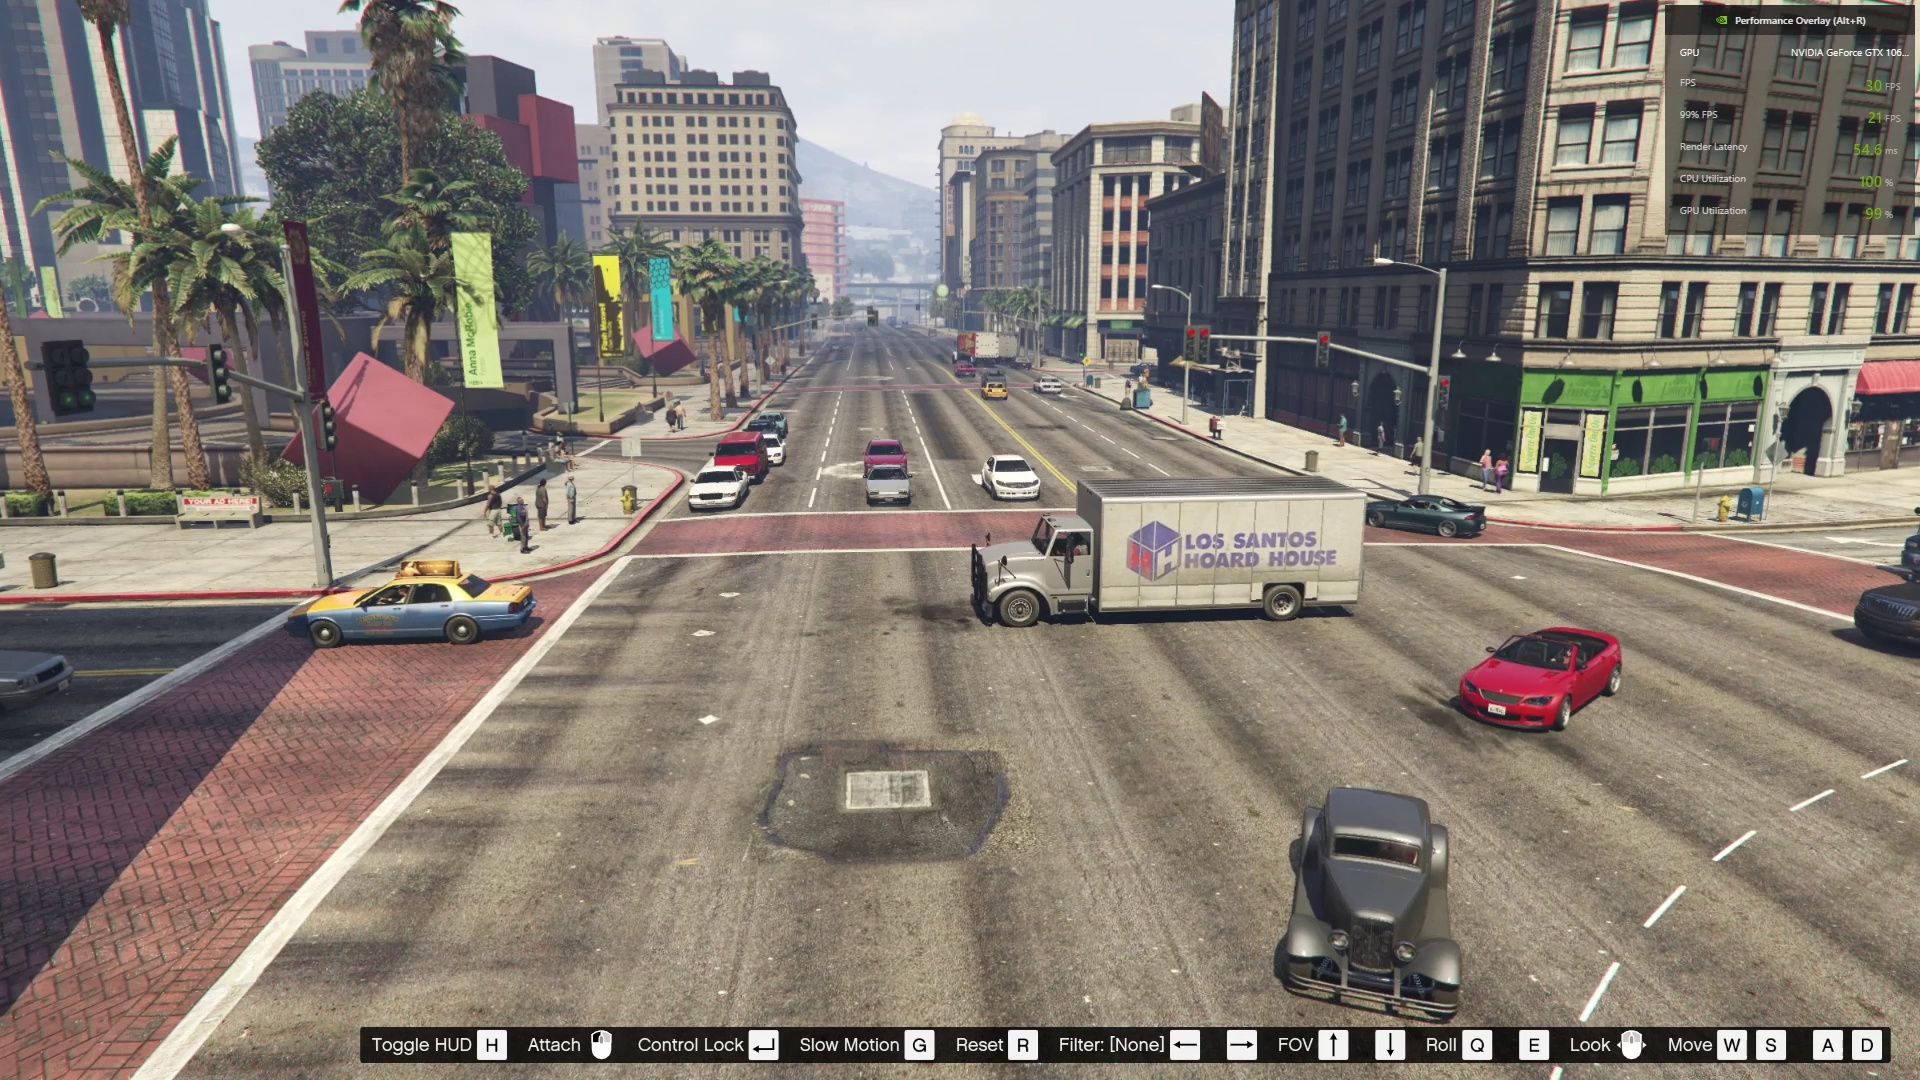 Performance Overlay (Alt+R)
GPU NVIDIA GeForce GTX 106...
FPS 30 FPS
99% FPS 21 FPS
Render Latency 54.6 ms
CPU Utilization 100 %
GPU Utilization 99 %
Anna McRobe
YOUR AD HERE!
LOS SANTOS
HOARD HOUSE
Toggle HUD H Attach Control Lock Slow Motion G Reset R Filter: [None] ← → FOV ↑ ↓ Roll Q E Look Move W S A D